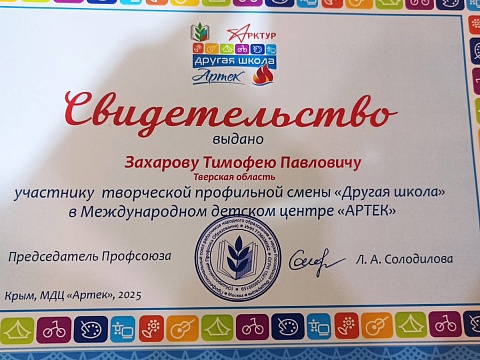 АРКТУР
ДРУГАЯ ШКОЛА
Артек
Свидетельство
выдано
Захарову Тимофею Павловичу
Тверская область
участнику творческой профильной смены «Другая школа»
в Международном детском центре «АРТЕК»
Председатель Профсоюза
Л. А. Солодилова
Крым, МДЦ «Артек», 2025